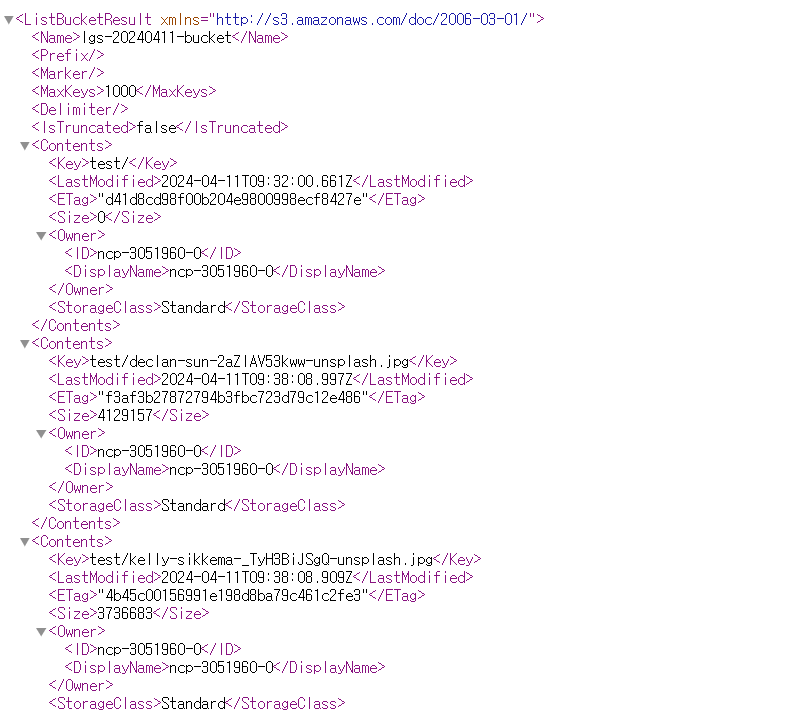 ▼<ListBucketResult xmlns="http://s3.amazonaws.com/doc/2006-03-01/">
<Name>lgs-20240411-bucket</Name>
<Prefix/>
<Marker/>
<MaxKeys>1000</MaxKeys>
<Delimiter/>
<IsTruncated>false</IsTruncated>
▼<Contents>
<Key>test/</Key>
<LastModified>2024-04-11T09:32:00.661Z</LastModified>
<ETag>"d41d8cd98f00b204e9800998ecf8427e"</ETag>
<Size>0</Size>
▼<Owner>
<ID>ncp-3051960-0</ID>
<DisplayName>ncp-3051960-0</DisplayName>
</Owner>
<StorageClass>Standard</StorageClass>
</Contents>
▼<Contents>
<Key>test/declan-sun-2aZlAV53kww-unsplash.jpg</Key>
<LastModified>2024-04-11T09:38:08.997Z</LastModified>
<ETag>"f3af3b27872794b3fbc723d79c12e486"</ETag>
<Size>4129157</Size>
▼<Owner>
<ID>ncp-3051960-0</ID>
<DisplayName>ncp-3051960-0</DisplayName>
</Owner>
<StorageClass>Standard</StorageClass>
</Contents>
▼<Contents>
<Key>test/kelly-sikkema-_TyH3BiJSgQ-unsplash.jpg</Key>
<LastModified>2024-04-11T09:38:08.909Z</LastModified>
<ETag>"4b45c00156991e198d8ba79c461c2fe3"</ETag>
<Size>3736683</Size>
▼<Owner>
<ID>ncp-3051960-0</ID>
<DisplayName>ncp-3051960-0</DisplayName>
</Owner>
<StorageClass>Standard</StorageClass>